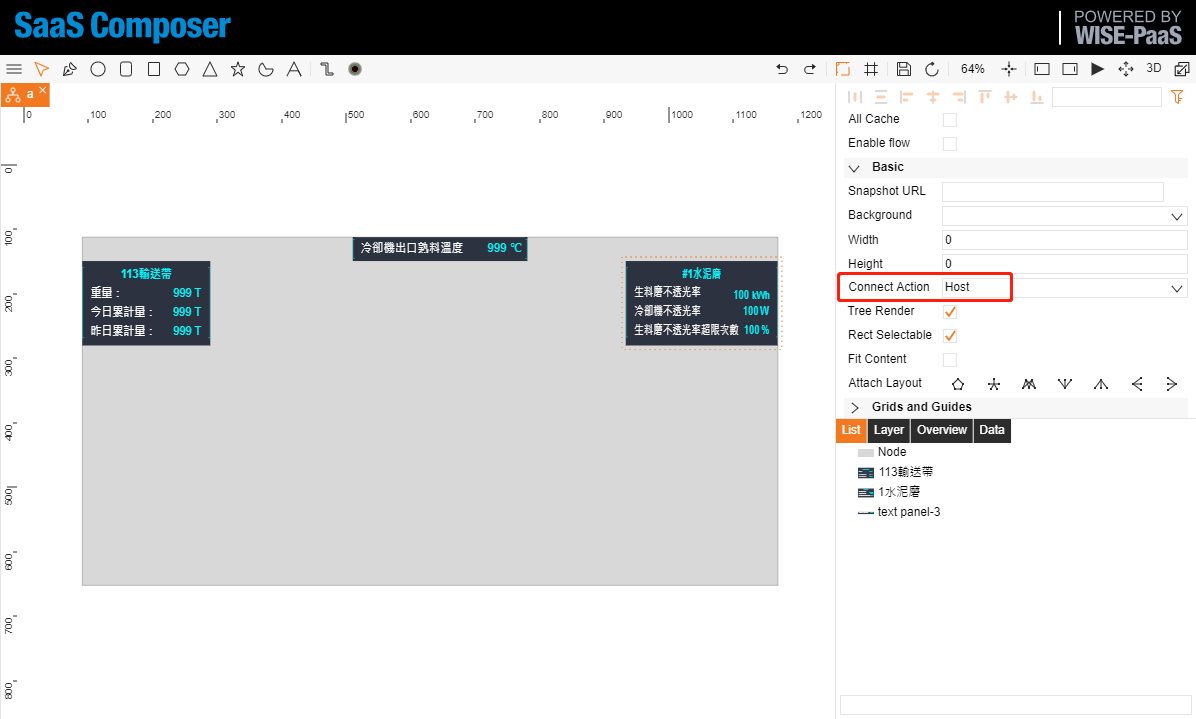 SaaS Composer
POWERED BY
WISE-PaaS
64%
3D
a
0 100 200 300 400 500 600 700 800 900 1000 1100 1200
0
100
200
300
400
500
600
700
800
冷卻機出口熟料溫度 999 ℃
113輸送帶
重量： 999 T
今日累計量： 999 T
昨日累計量： 999 T
#1水泥磨
生料磨不透光率 100 kWh
冷卻機不透光率 100 W
生料磨不透光率超限次數 100 %
All Cache
Enable flow
Basic
Snapshot URL
Background
Width 0
Height 0
Connect Action Host
Tree Render
Rect Selectable
Fit Content
Attach Layout
Grids and Guides
List Layer Overview Data
Node
113輸送帶
1水泥磨
text panel-3